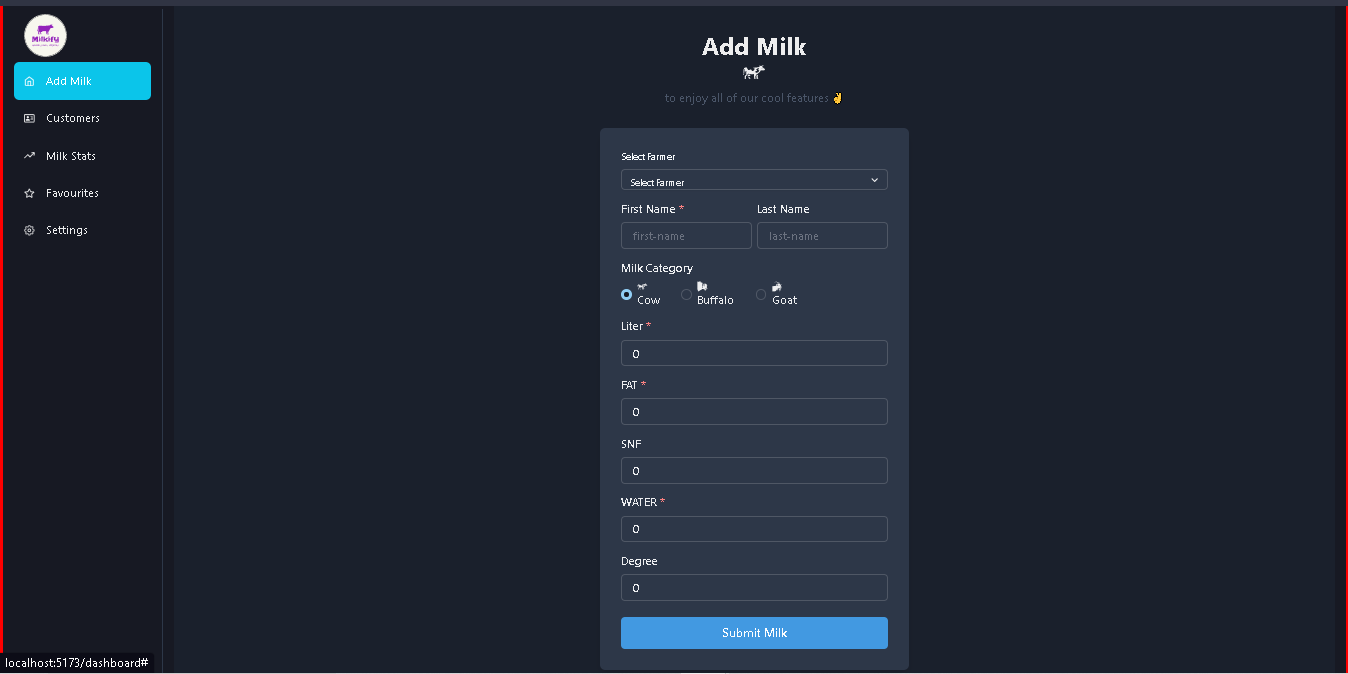 Milkify
Add Milk
Customers
Milk Stats
Favourites
Settings
Add Milk
to enjoy all of our cool features ✌️
Select Farmer
Select Farmer
First Name * Last Name
first-name last-name
Milk Category
Cow Buffalo Goat
Liter *
0
FAT *
0
SNF
0
WATER *
0
Degree
0
Submit Milk
localhost:5173/dashboard#